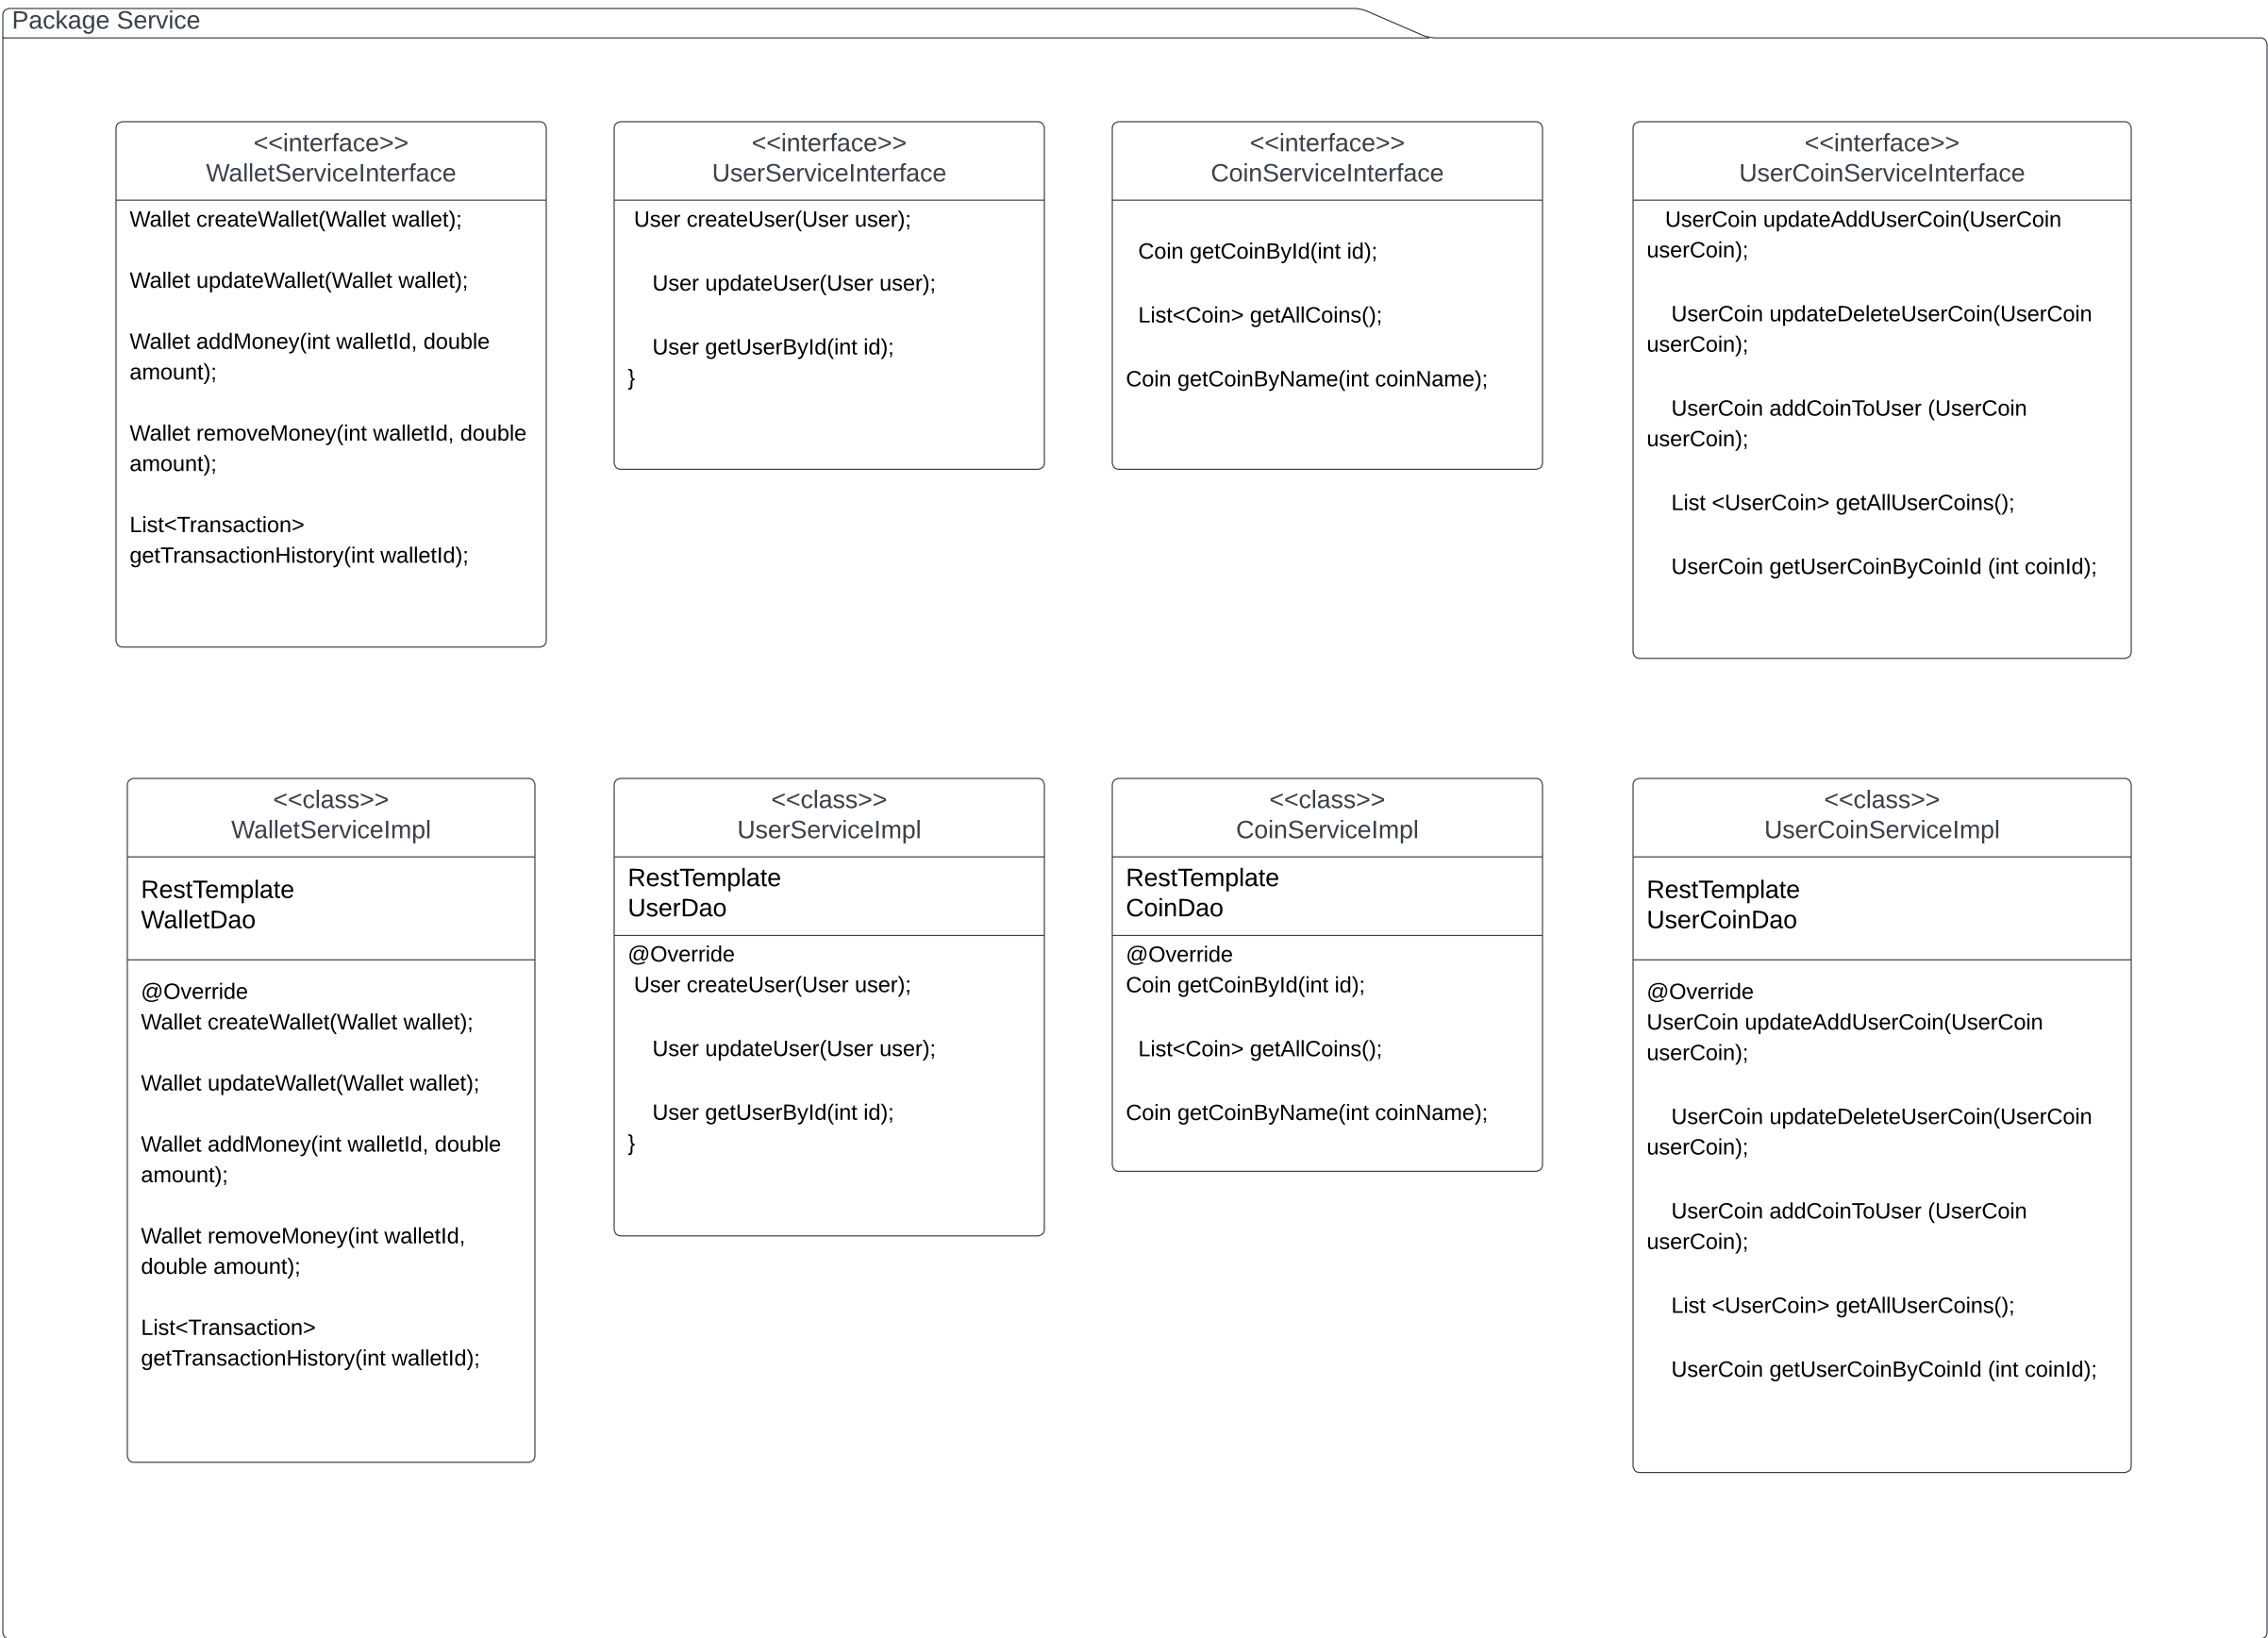 Package Service
<<interface>>
WalletServiceInterface
Wallet createWallet(Wallet wallet);
Wallet updateWallet(Wallet wallet);
Wallet addMoney(int walletId, double
amount);
Wallet removeMoney(int walletId, double
amount);
List<Transaction>
getTransactionHistory(int walletId);
<<interface>>
UserServiceInterface
User createUser(User user);
User updateUser(User user);
User getUserById(int id);
}
<<interface>>
CoinServiceInterface
Coin getCoinById(int id);
List<Coin> getAllCoins();
Coin getCoinByName(int coinName);
<<interface>>
UserCoinServiceInterface
UserCoin updateAddUserCoin(UserCoin
userCoin);
UserCoin updateDeleteUserCoin(UserCoin
userCoin);
UserCoin addCoinToUser (UserCoin
userCoin);
List <UserCoin> getAllUserCoins();
UserCoin getUserCoinByCoinId (int coinId);
<<class>>
WalletServiceImpl
RestTemplate
WalletDao
@Override
Wallet createWallet(Wallet wallet);
Wallet updateWallet(Wallet wallet);
Wallet addMoney(int walletId, double
amount);
Wallet removeMoney(int walletId,
double amount);
List<Transaction>
getTransactionHistory(int walletId);
<<class>>
UserServiceImpl
RestTemplate
UserDao
@Override
User createUser(User user);
User updateUser(User user);
User getUserById(int id);
}
<<class>>
CoinServiceImpl
RestTemplate
CoinDao
@Override
Coin getCoinById(int id);
List<Coin> getAllCoins();
Coin getCoinByName(int coinName);
<<class>>
UserCoinServiceImpl
RestTemplate
UserCoinDao
@Override
UserCoin updateAddUserCoin(UserCoin
userCoin);
UserCoin updateDeleteUserCoin(UserCoin
userCoin);
UserCoin addCoinToUser (UserCoin
userCoin);
List <UserCoin> getAllUserCoins();
UserCoin getUserCoinByCoinId (int coinId);